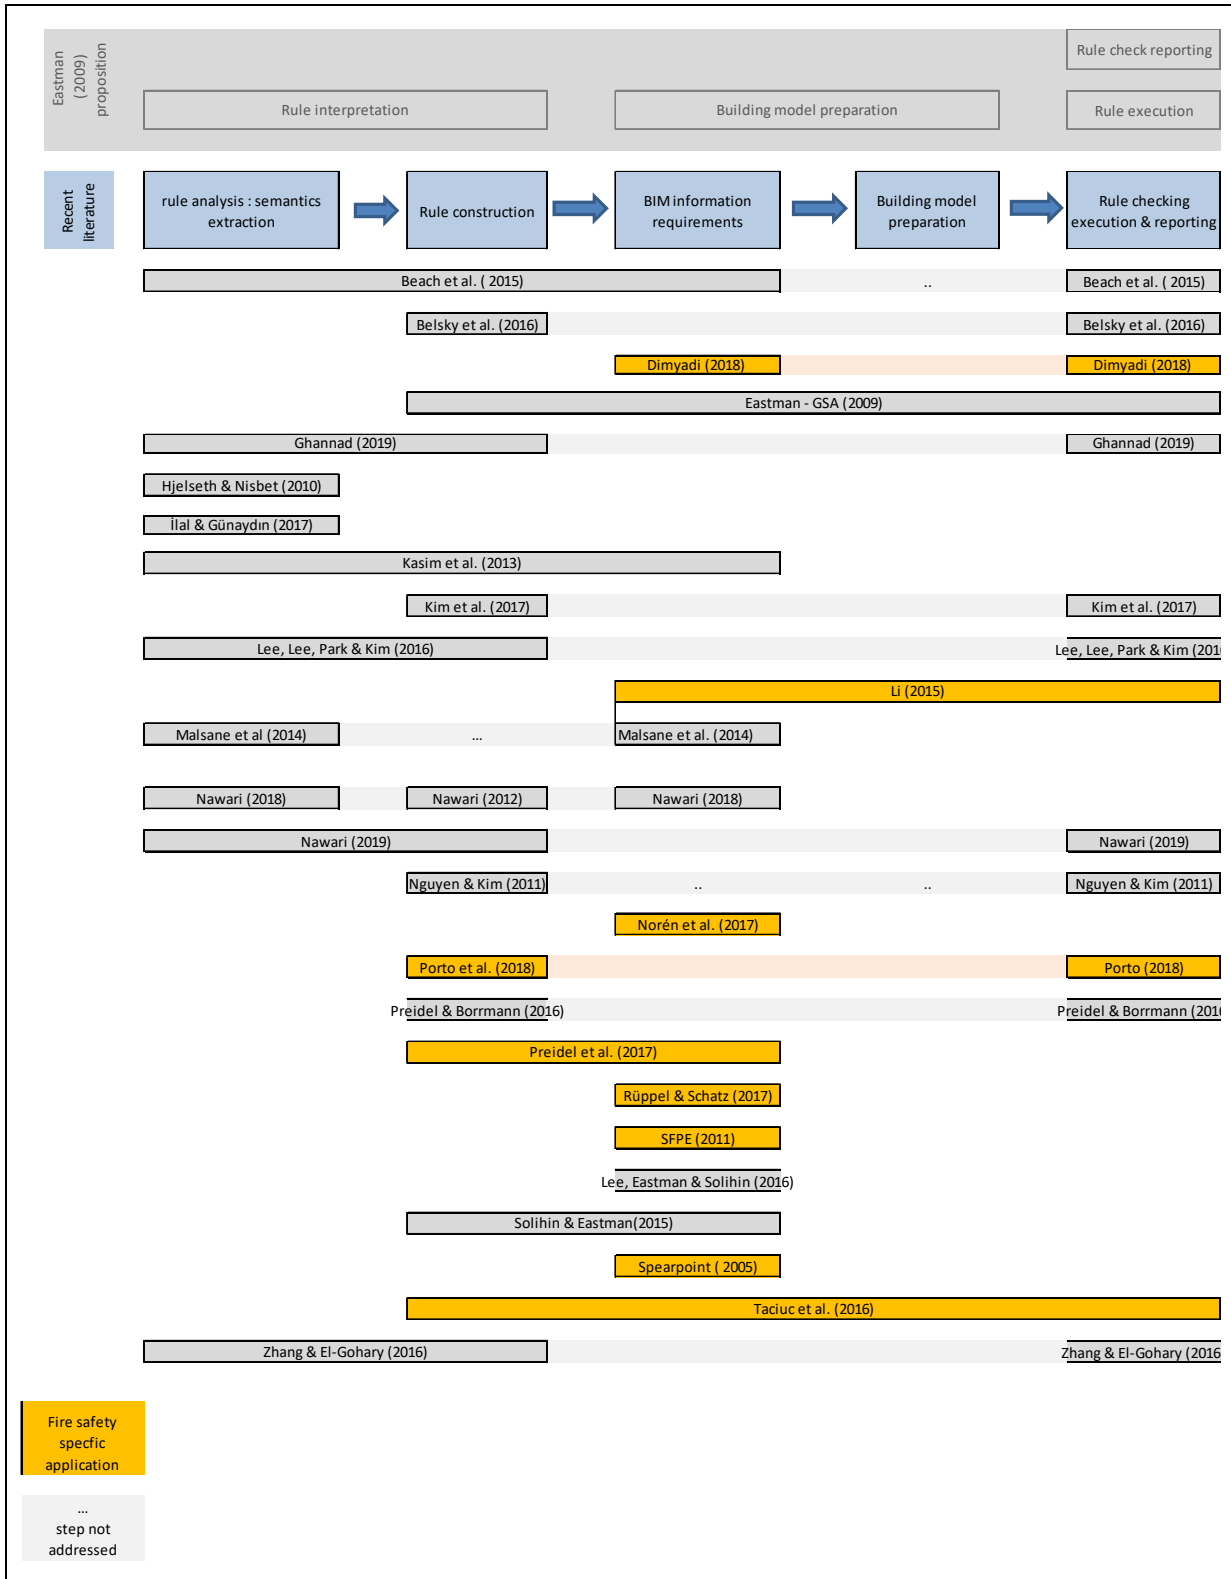 Eastman
(2009)
proposition
Rule check reporting
Rule interpretation
Building model preparation
Rule execution
Recent
literature
rule analysis : semantics
extraction
Rule construction
BIM information
requirements
Building model
preparation
Rule checking
execution & reporting
Beach et al. ( 2015)
..
Beach et al. ( 2015)
Belsky et al. (2016)
Belsky et al. (2016)
Dimyadi (2018)
Dimyadi (2018)
Eastman - GSA (2009)
Ghannad (2019)
Ghannad (2019)
Hjelseth & Nisbet (2010)
İlal & Günaydın (2017)
Kasim et al. (2013)
Kim et al. (2017)
Kim et al. (2017)
Lee, Lee, Park & Kim (2016)
Lee, Lee, Park & Kim (201
Li (2015)
Malsane et al (2014)
...
Malsane et al. (2014)
Nawari (2018)
Nawari (2012)
Nawari (2018)
Nawari (2019)
Nawari (2019)
Nguyen & Kim (2011)
..
..
Nguyen & Kim (2011)
Norén et al. (2017)
Porto et al. (2018)
Porto (2018)
Preidel & Borrmann (2016)
Preidel & Borrmann (201
Preidel et al. (2017)
Rüppel & Schatz (2017)
SFPE (2011)
Lee, Eastman & Solihin (2016)
Solihin & Eastman(2015)
Spearpoint ( 2005)
Taciuc et al. (2016)
Zhang & El-Gohary (2016)
Zhang & El-Gohary (2016
Fire safety
specfic
application
...
step not
addressed